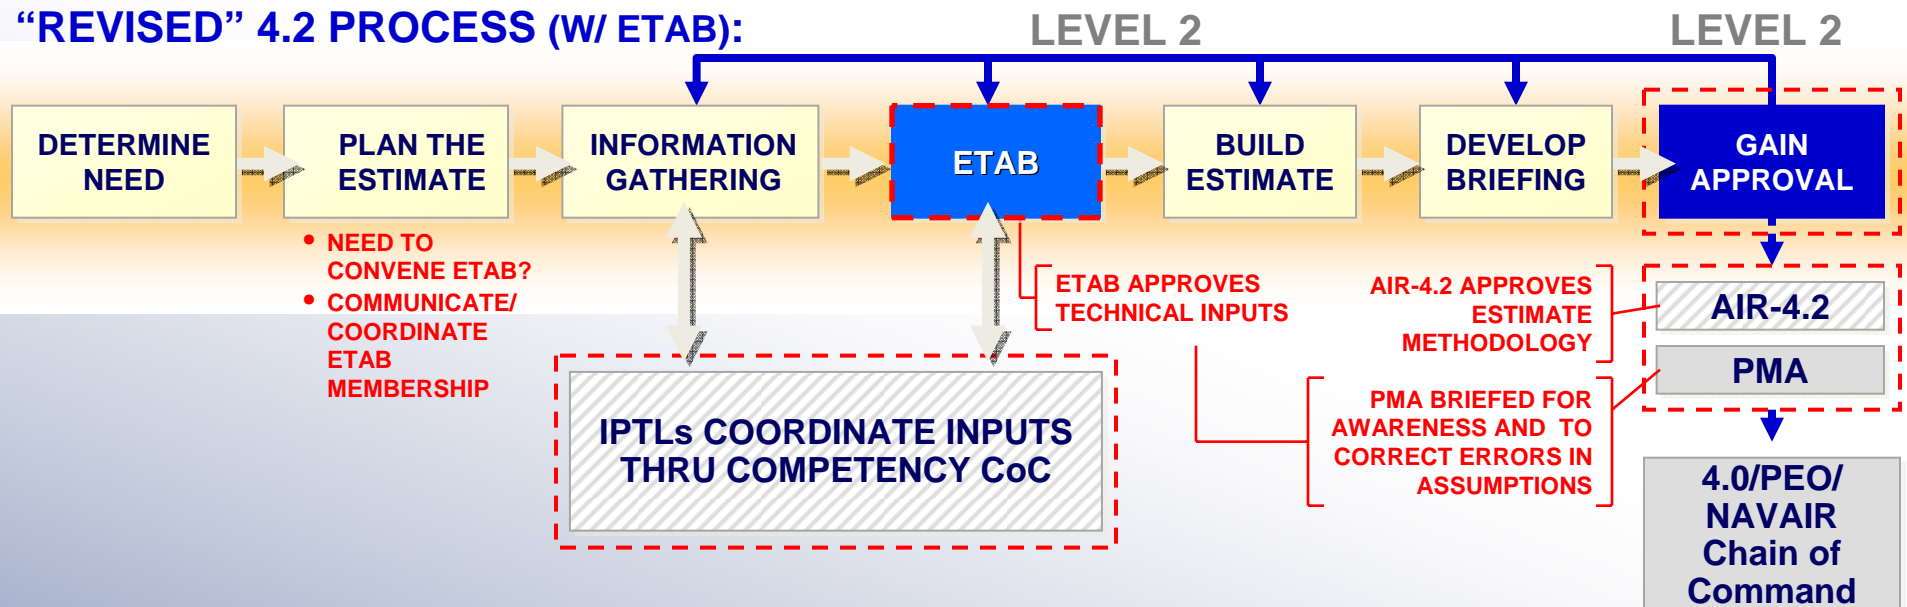 “REVISED” 4.2 PROCESS (W/ ETAB):
LEVEL 2
LEVEL 2
DETERMINE
NEED
PLAN THE
ESTIMATE
INFORMATION
GATHERING
ETAB
BUILD
ESTIMATE
DEVELOP
BRIEFING
GAIN
APPROVAL
• NEED TO
CONVENE ETAB?
• COMMUNICATE/
COORDINATE
ETAB
MEMBERSHIP
ETAB APPROVES
TECHNICAL INPUTS
AIR-4.2 APPROVES
ESTIMATE
METHODOLOGY
AIR-4.2
PMA
IPTLs COORDINATE INPUTS
THRU COMPETENCY CoC
PMA BRIEFED FOR
AWARENESS AND TO
CORRECT ERRORS IN
ASSUMPTIONS
4.0/PEO/
NAVAIR
Chain of
Command